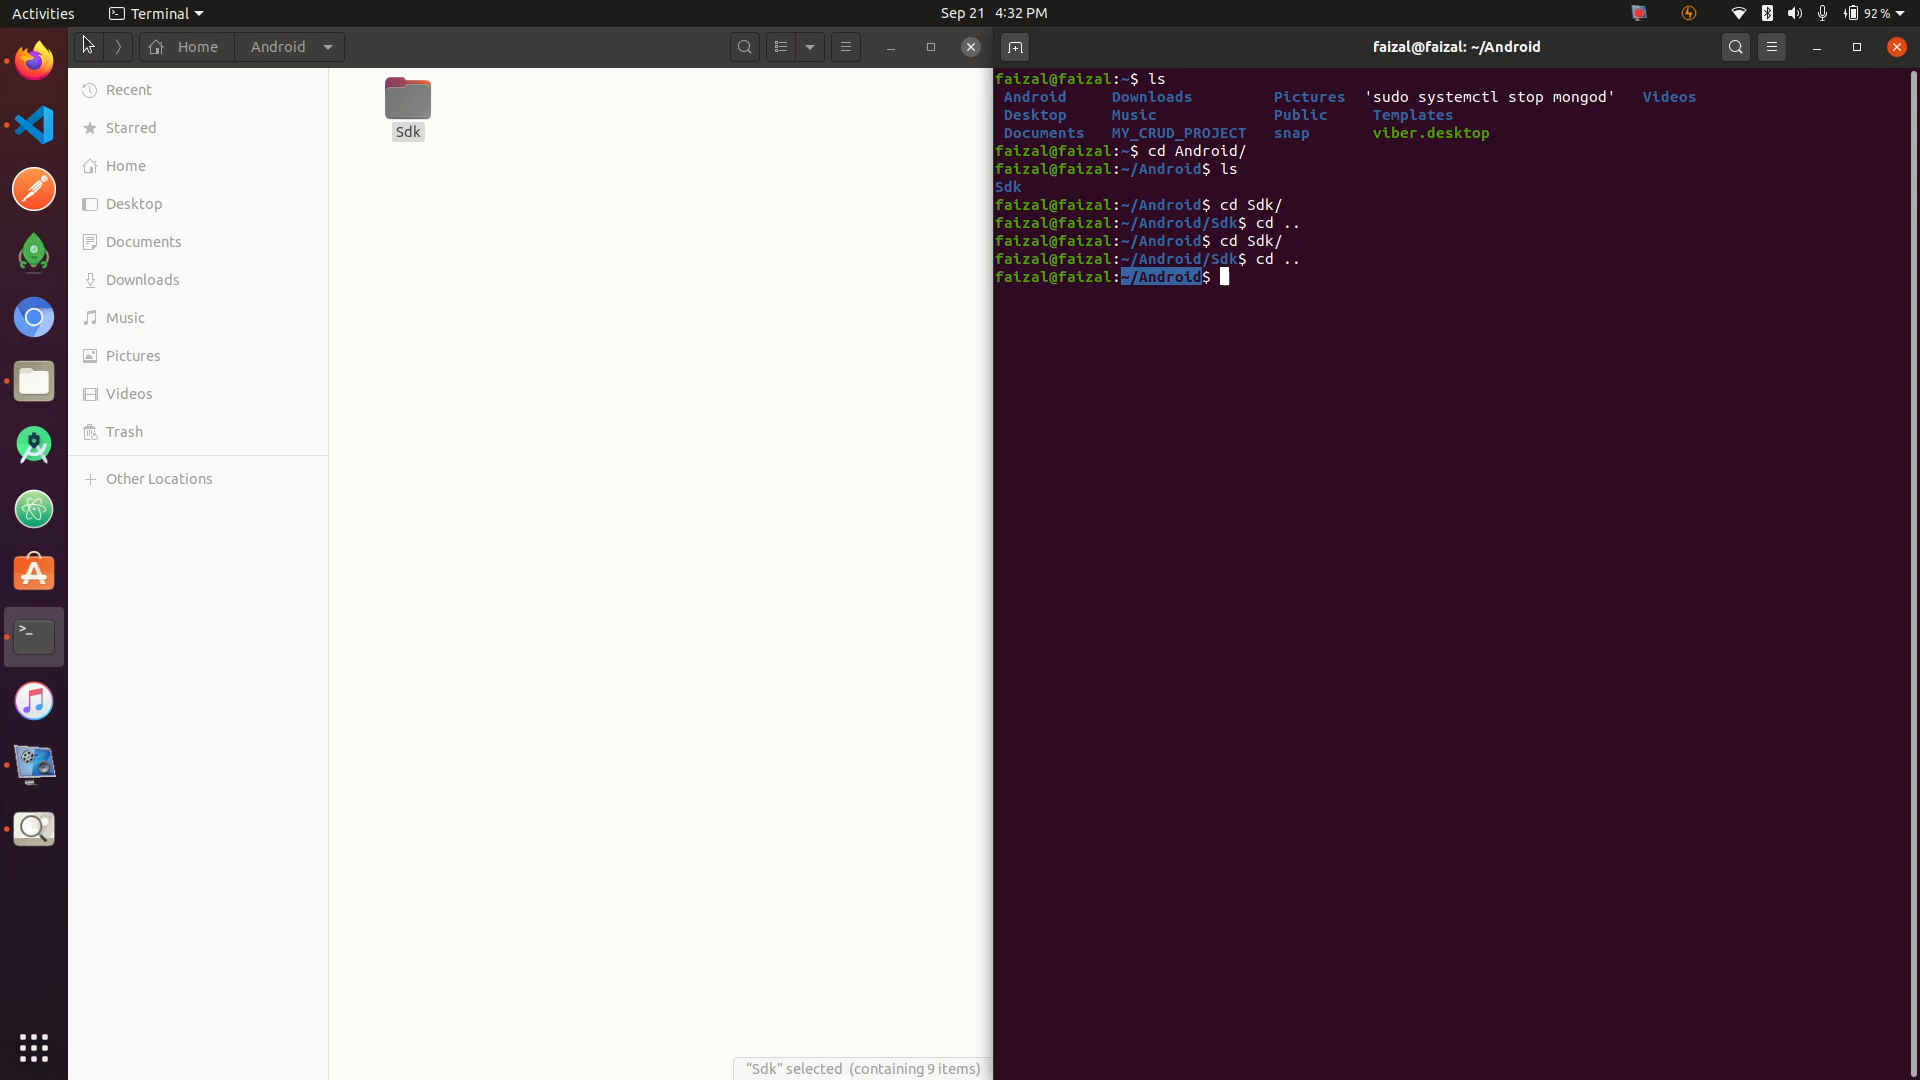 Activities
Terminal
Sep 21 4:32 PM
92 %
Home
Android
faizal@faizal: ~/Android
Recent
Starred
Home
Desktop
Documents
Downloads
Music
Pictures
Videos
Trash
Other Locations
Sdk
"Sdk" selected (containing 9 items)
faizal@faizal:~$ ls
Android Downloads Pictures 'sudo systemctl stop mongod' Videos
Desktop Music Public Templates
Documents MY_CRUD_PROJECT snap viber.desktop
faizal@faizal:~$ cd Android/
faizal@faizal:~/Android$ ls
Sdk
faizal@faizal:~/Android$ cd Sdk/
faizal@faizal:~/Android/Sdk$ cd ..
faizal@faizal:~/Android$ cd Sdk/
faizal@faizal:~/Android/Sdk$ cd ..
faizal@faizal:~/Android$